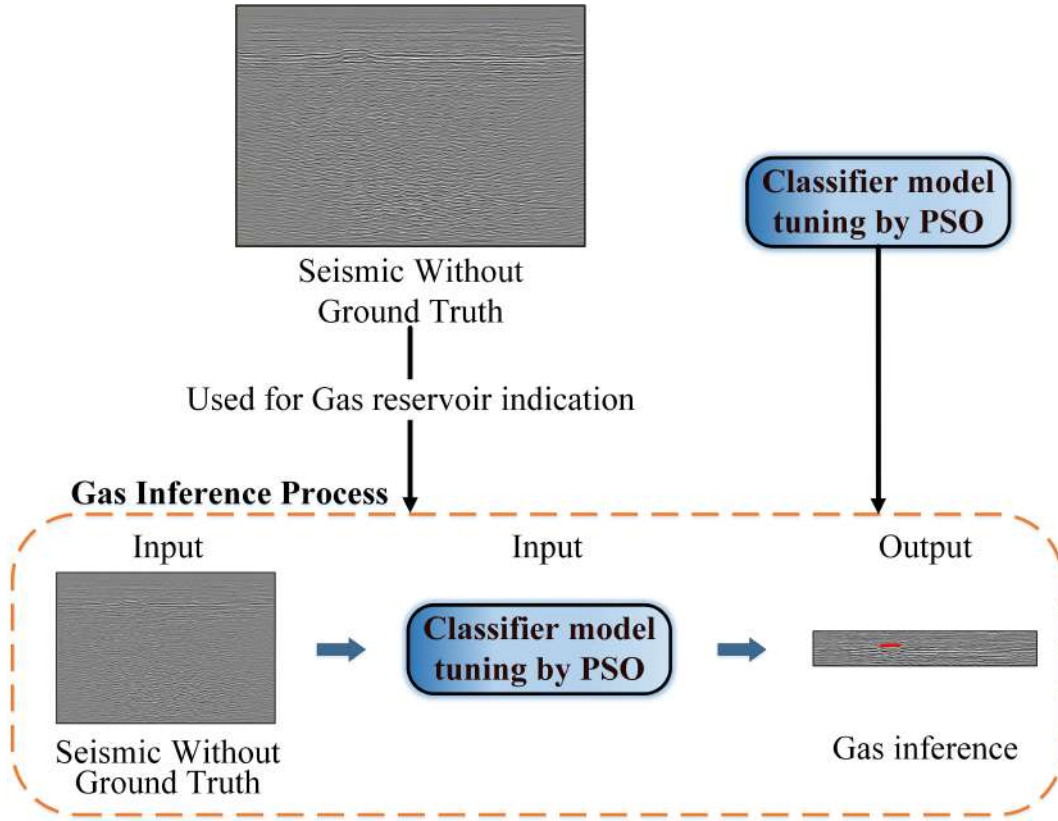 Classifier model
tuning by PSO
Seismic Without
Ground Truth
Used for Gas reservoir indication
Gas Inference Process
Input
Input
Output
Classifier model
tuning by PSO
Seismic Without
Ground Truth
Gas inference